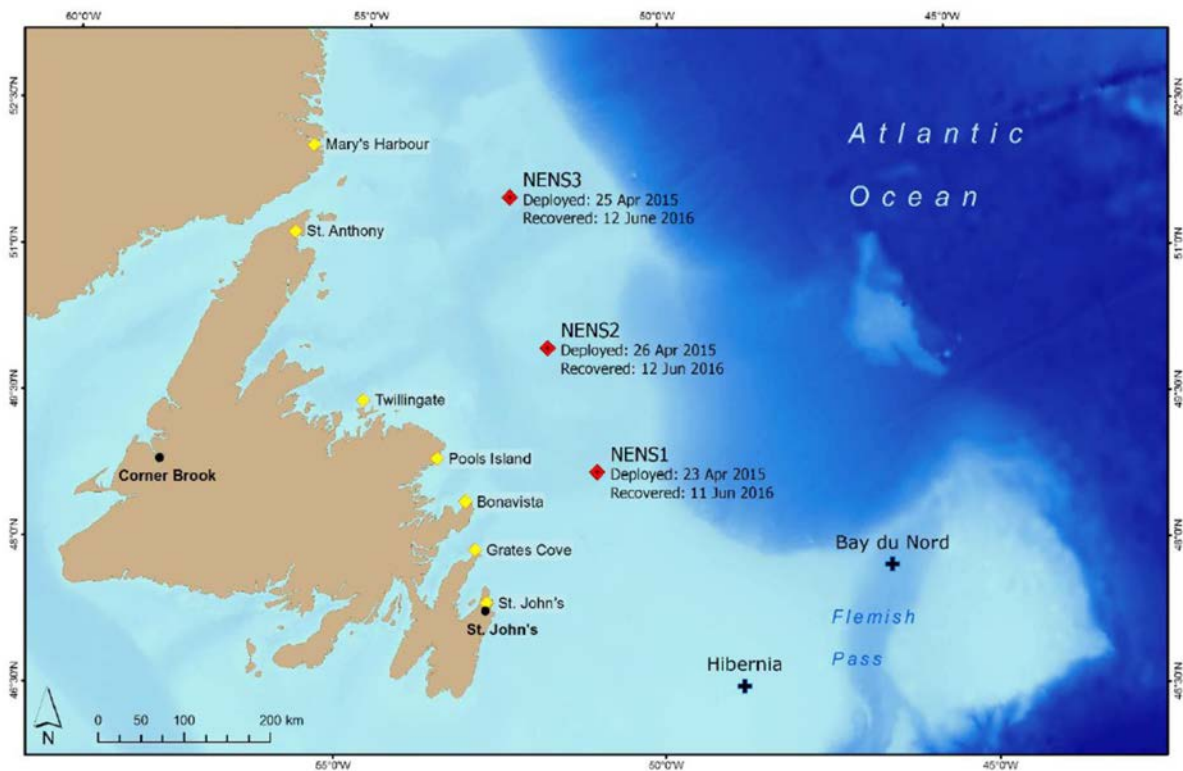 60°0'W 55°0'W 50°0'W 45°0'W
52°30'N
52°30'N
Atlantic
Ocean
Mary's Harbour
NENS3
Deployed: 25 Apr 2015
Recovered: 12 June 2016
St. Anthony
51°0'N
51°0'N
NENS2
Deployed: 26 Apr 2015
Recovered: 12 Jun 2016
49°30'N
49°30'N
Twillingate
Pools Island
NENS1
Deployed: 23 Apr 2015
Recovered: 11 Jun 2016
Corner Brook
Bonavista
48°0'N
48°0'N
Grates Cove
Bay du Nord
St. John's
St. John's
Flemish
Pass
Hibernia
46°30'N
46°30'N
N
0 50 100 200 km
55°0'W 50°0'W 45°0'W